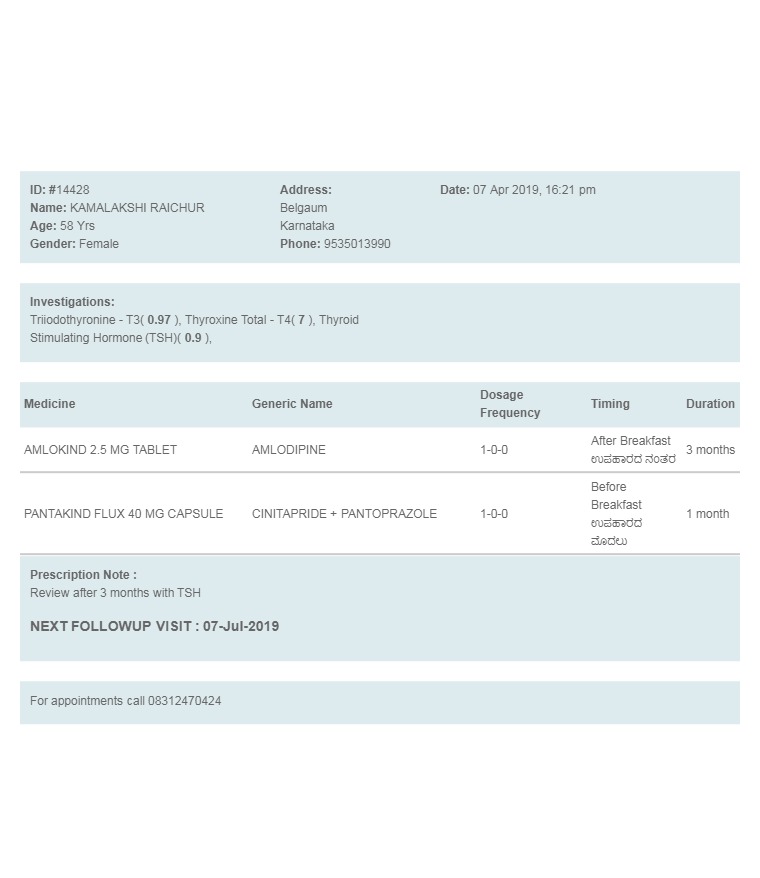 ID: #14428
Name: KAMALAKSHI RAICHUR
Age: 58 Yrs
Gender: Female
Address:
Belgaum
Karnataka
Phone: 9535013990
Date: 07 Apr 2019, 16:21 pm
Investigations:
Triiodothyronine - T3( 0.97 ), Thyroxine Total - T4( 7 ), Thyroid
Stimulating Hormone (TSH)( 0.9 ),
Medicine Generic Name Dosage Frequency Timing Duration
AMLOKIND 2.5 MG TABLET AMLODIPINE 1-0-0 After Breakfast ಉಪಹಾರದ ನಂತರ 3 months
PANTAKIND FLUX 40 MG CAPSULE CINITAPRIDE + PANTOPRAZOLE 1-0-0 Before Breakfast ಉಪಹಾರದ ಮೊದಲು 1 month
Prescription Note :
Review after 3 months with TSH
NEXT FOLLOWUP VISIT : 07-Jul-2019
For appointments call 08312470424